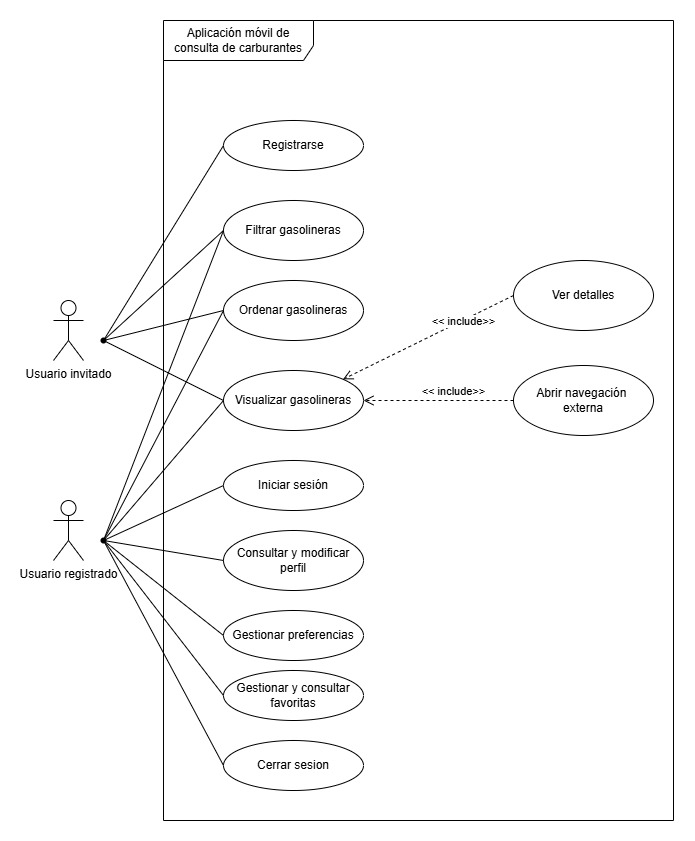 Aplicación móvil de
consulta de carburantes
Registrarse
Filtrar gasolineras
Ordenar gasolineras
Ver detalles
<< include>>
Usuario invitado
Visualizar gasolineras
<< include>>
Abrir navegación
externa
Iniciar sesión
Usuario registrado
Consultar y modificar
perfil
Gestionar preferencias
Gestionar y consultar
favoritas
Cerrar sesion